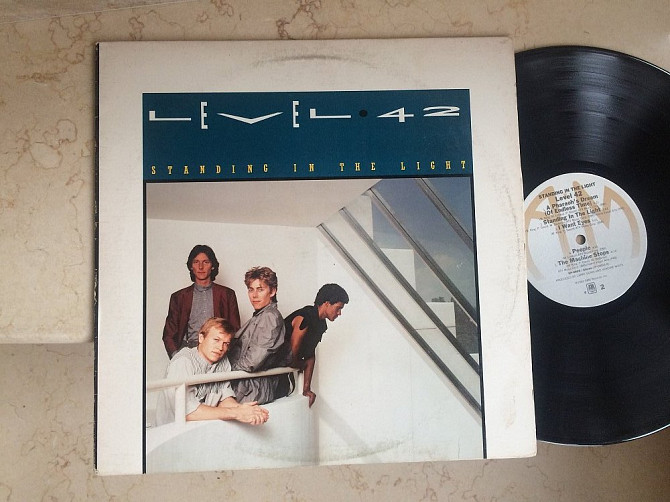 LEVEL·42
STANDING IN THE LIGHT
STANDING IN THE LIGHT
Level 42
A Pharaoh's Dream
(Of Endless Time)
Standing In The Light
I Want Eyes
People
The Machine Stops
2